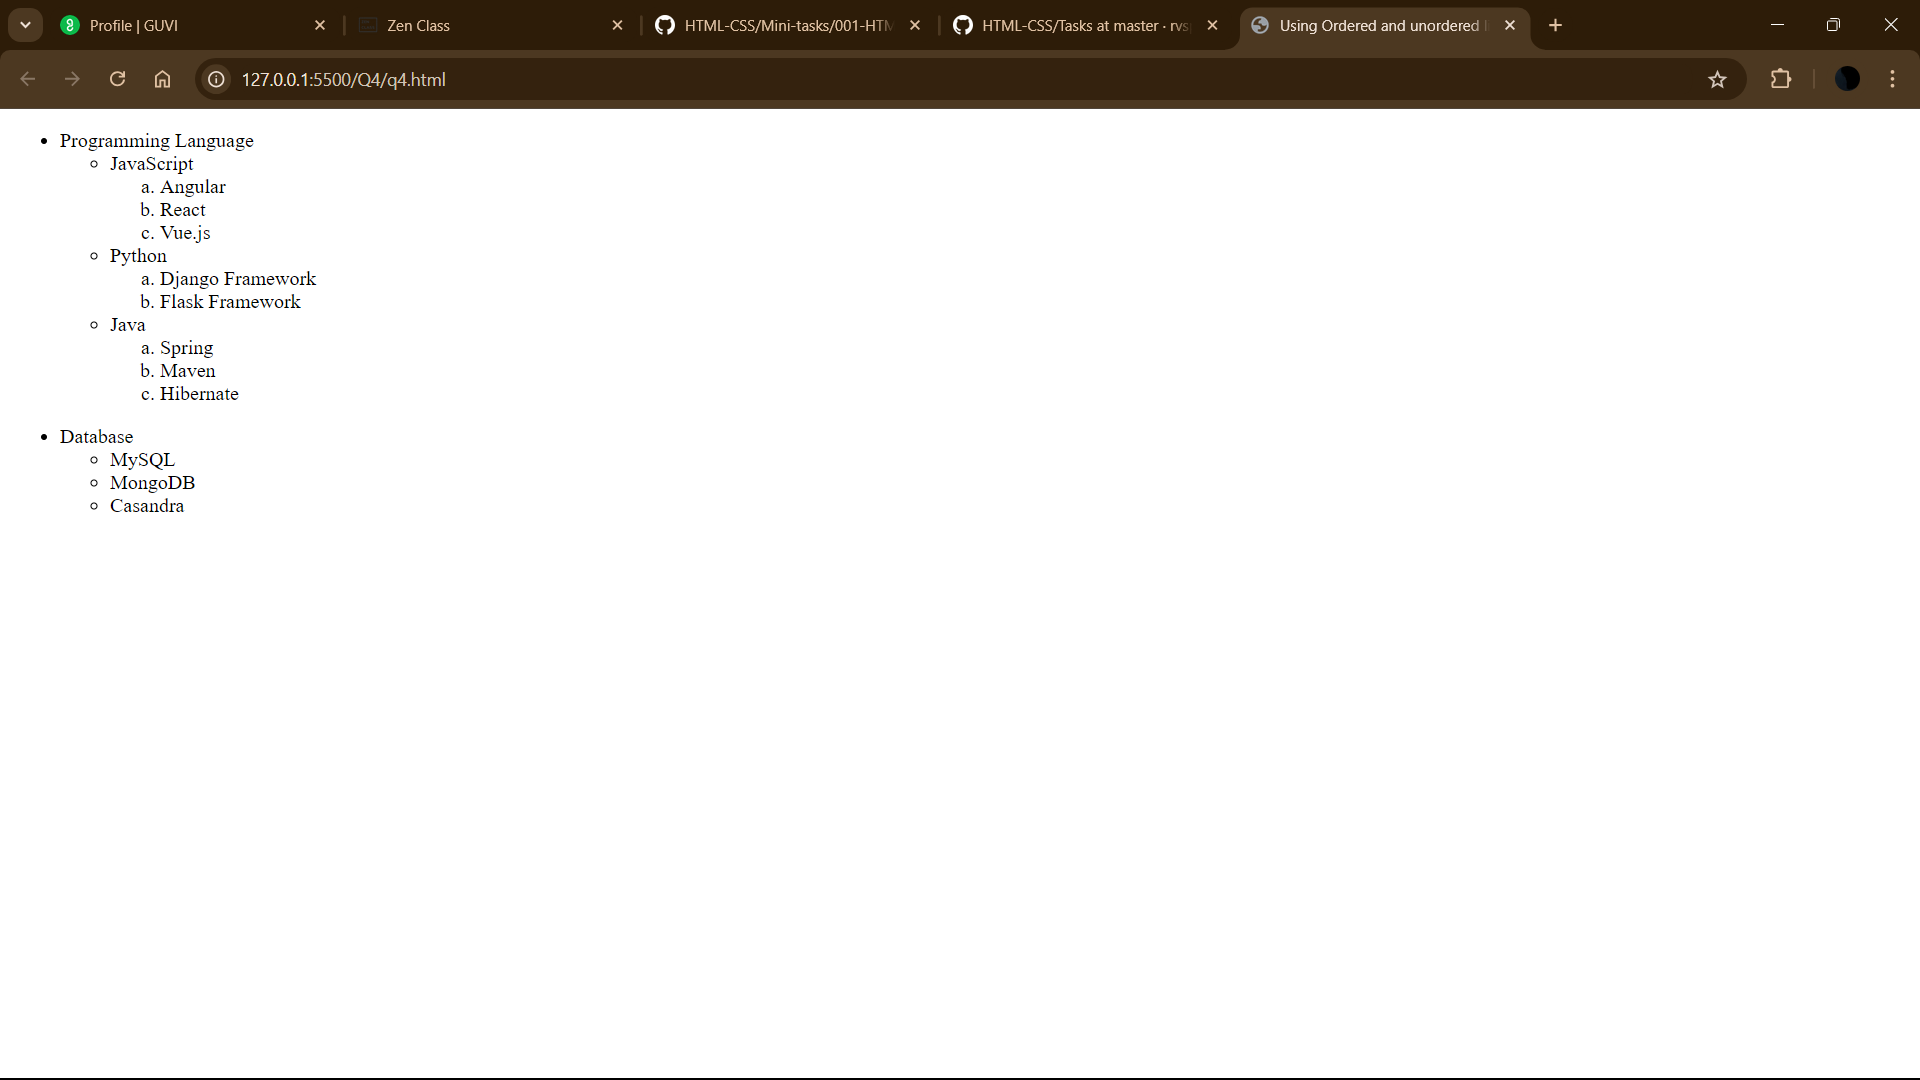 Profile | GUVI
Zen Class
HTML-CSS/Mini-tasks/001-HTM
HTML-CSS/Tasks at master · rvs
Using Ordered and unordered
127.0.0.1:5500/Q4/q4.html
• Programming Language
◦ JavaScript
a. Angular
b. React
c. Vue.js
◦ Python
a. Django Framework
b. Flask Framework
◦ Java
a. Spring
b. Maven
c. Hibernate
• Database
◦ MySQL
◦ MongoDB
◦ Casandra